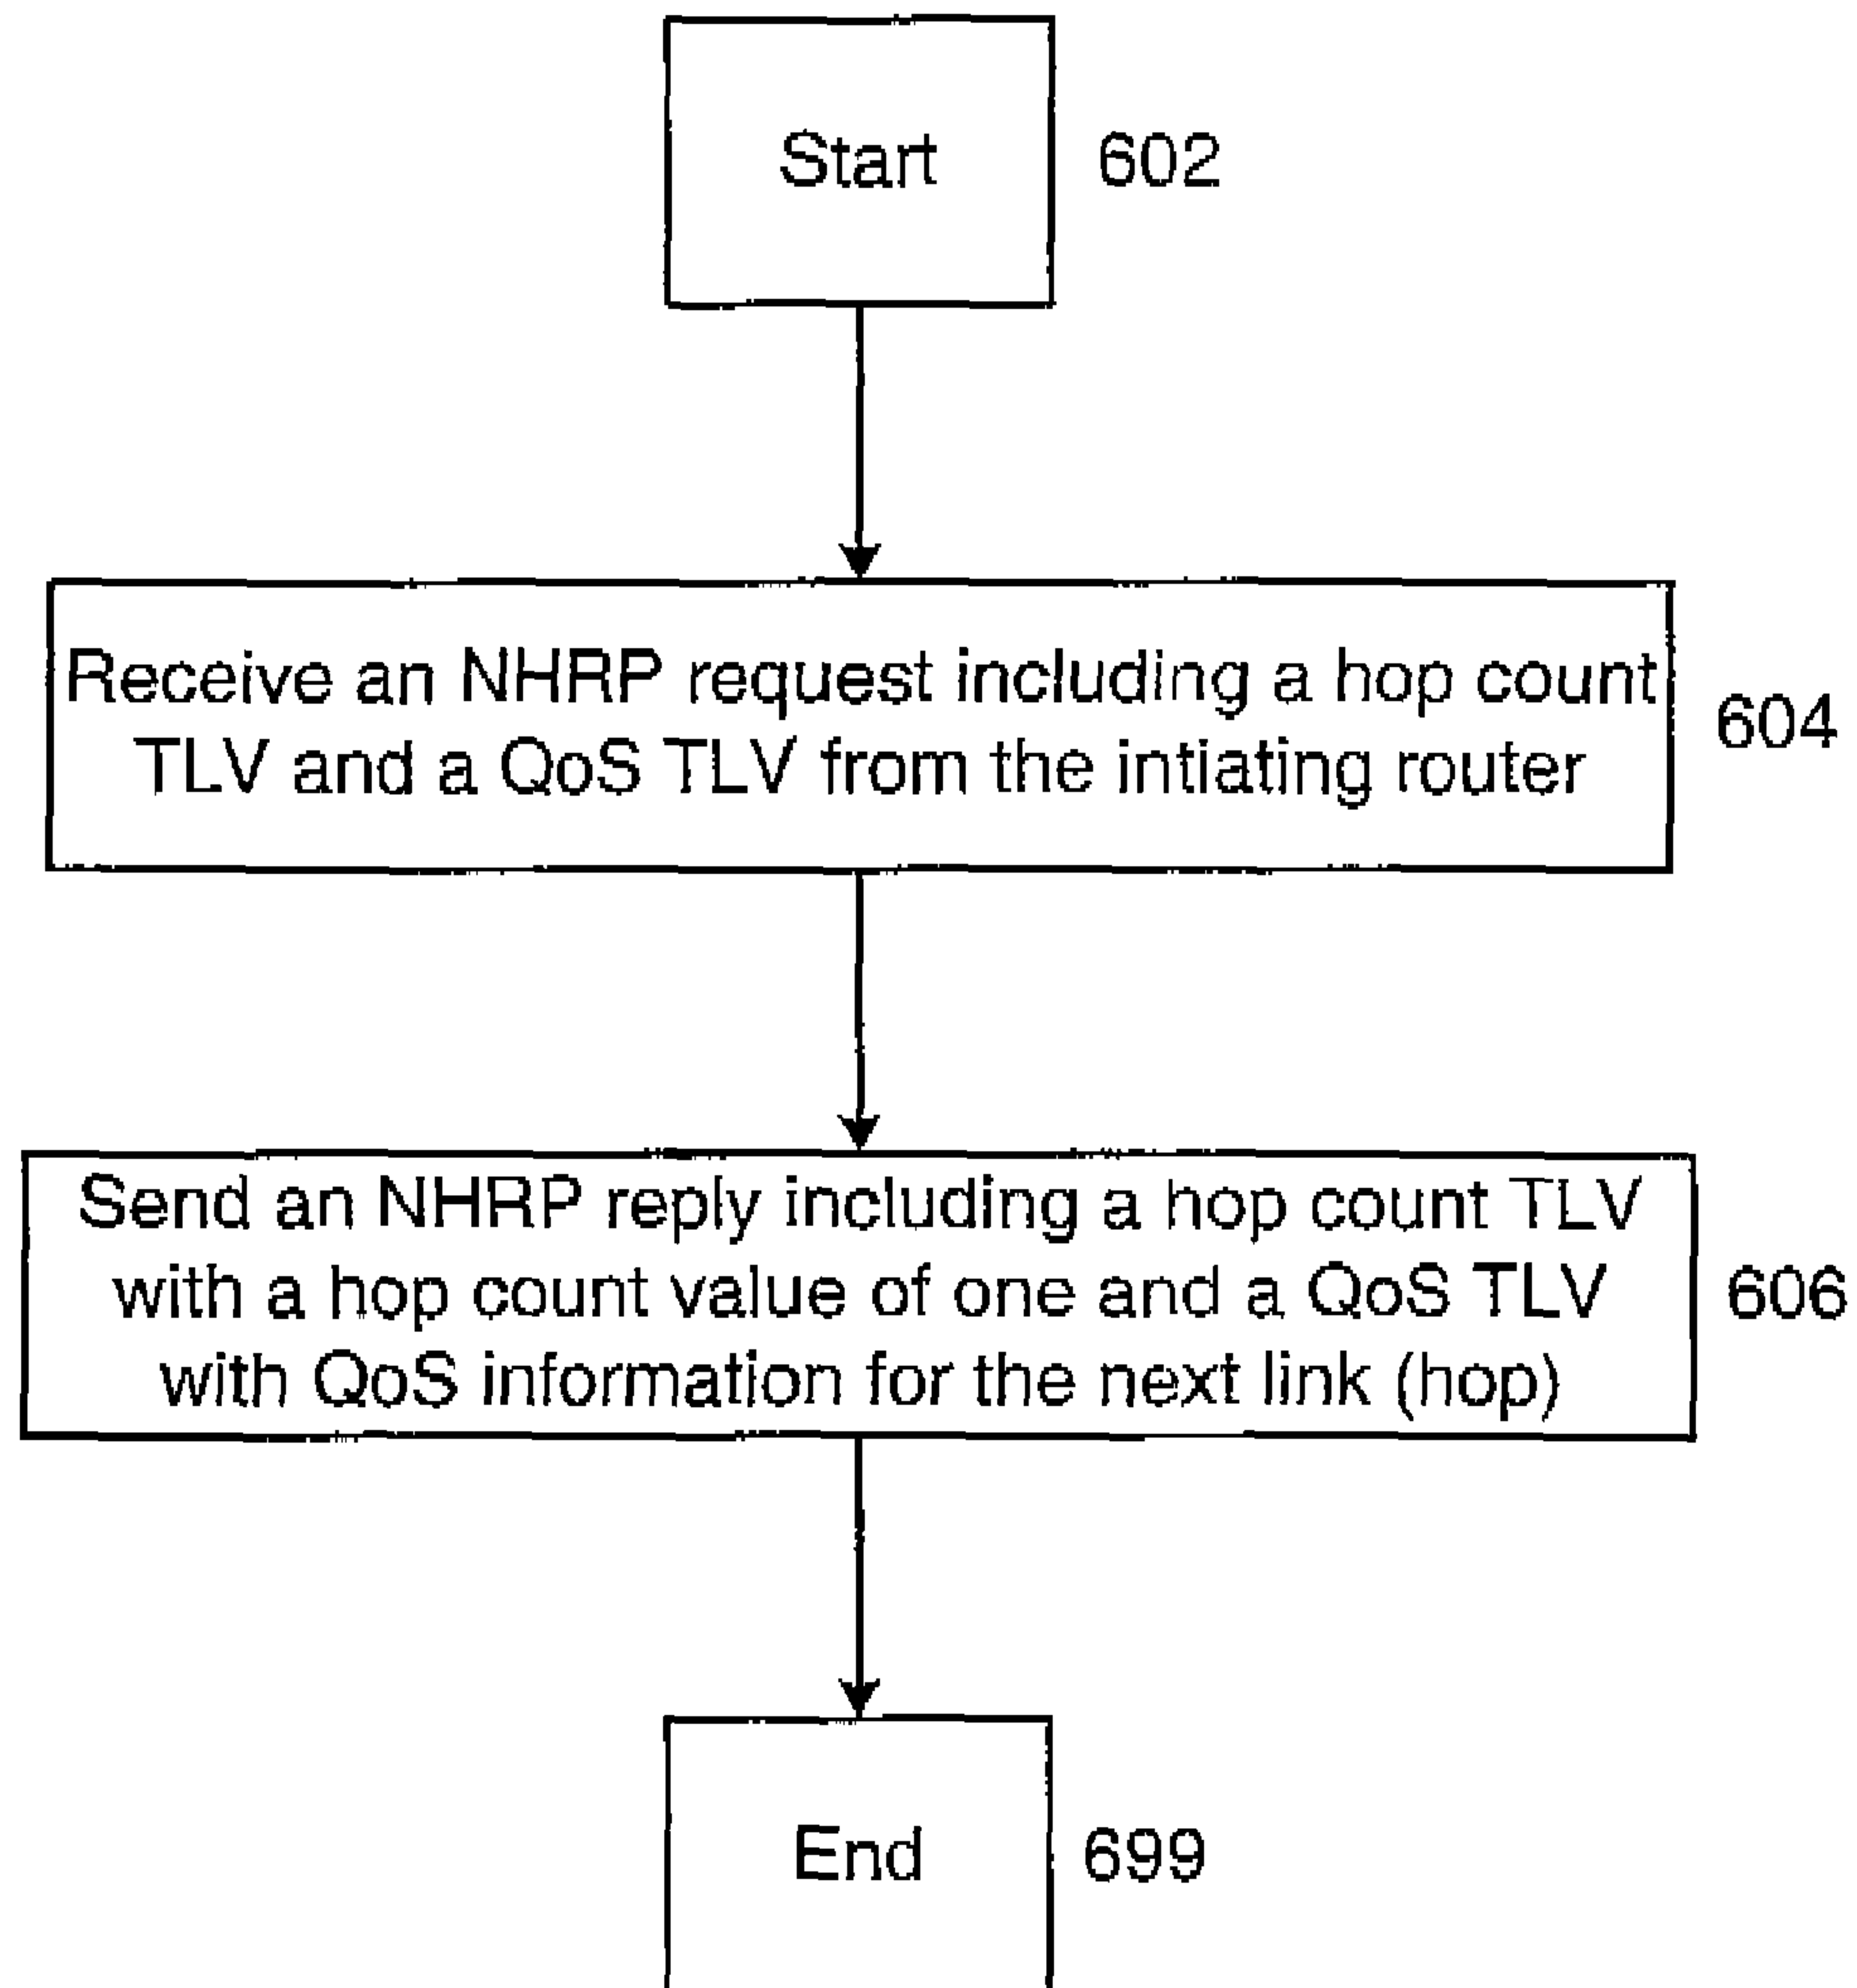 Start 602
Receive an NHRP request including a hop count
TLV and a QoS TLV from the intiating router
604
Send an NHRP reply including a hop count TLV
with a hop count value of one and a QoS TLV
with QoS information for the next link (hop)
606
End 699